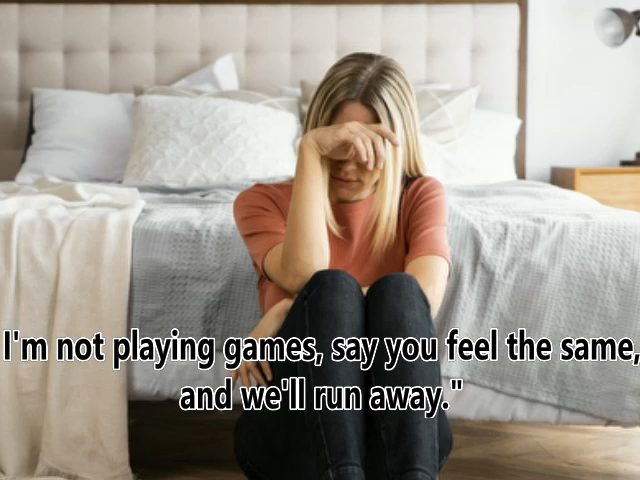 I'm not playing games, say you feel the same,
and we'll run away."